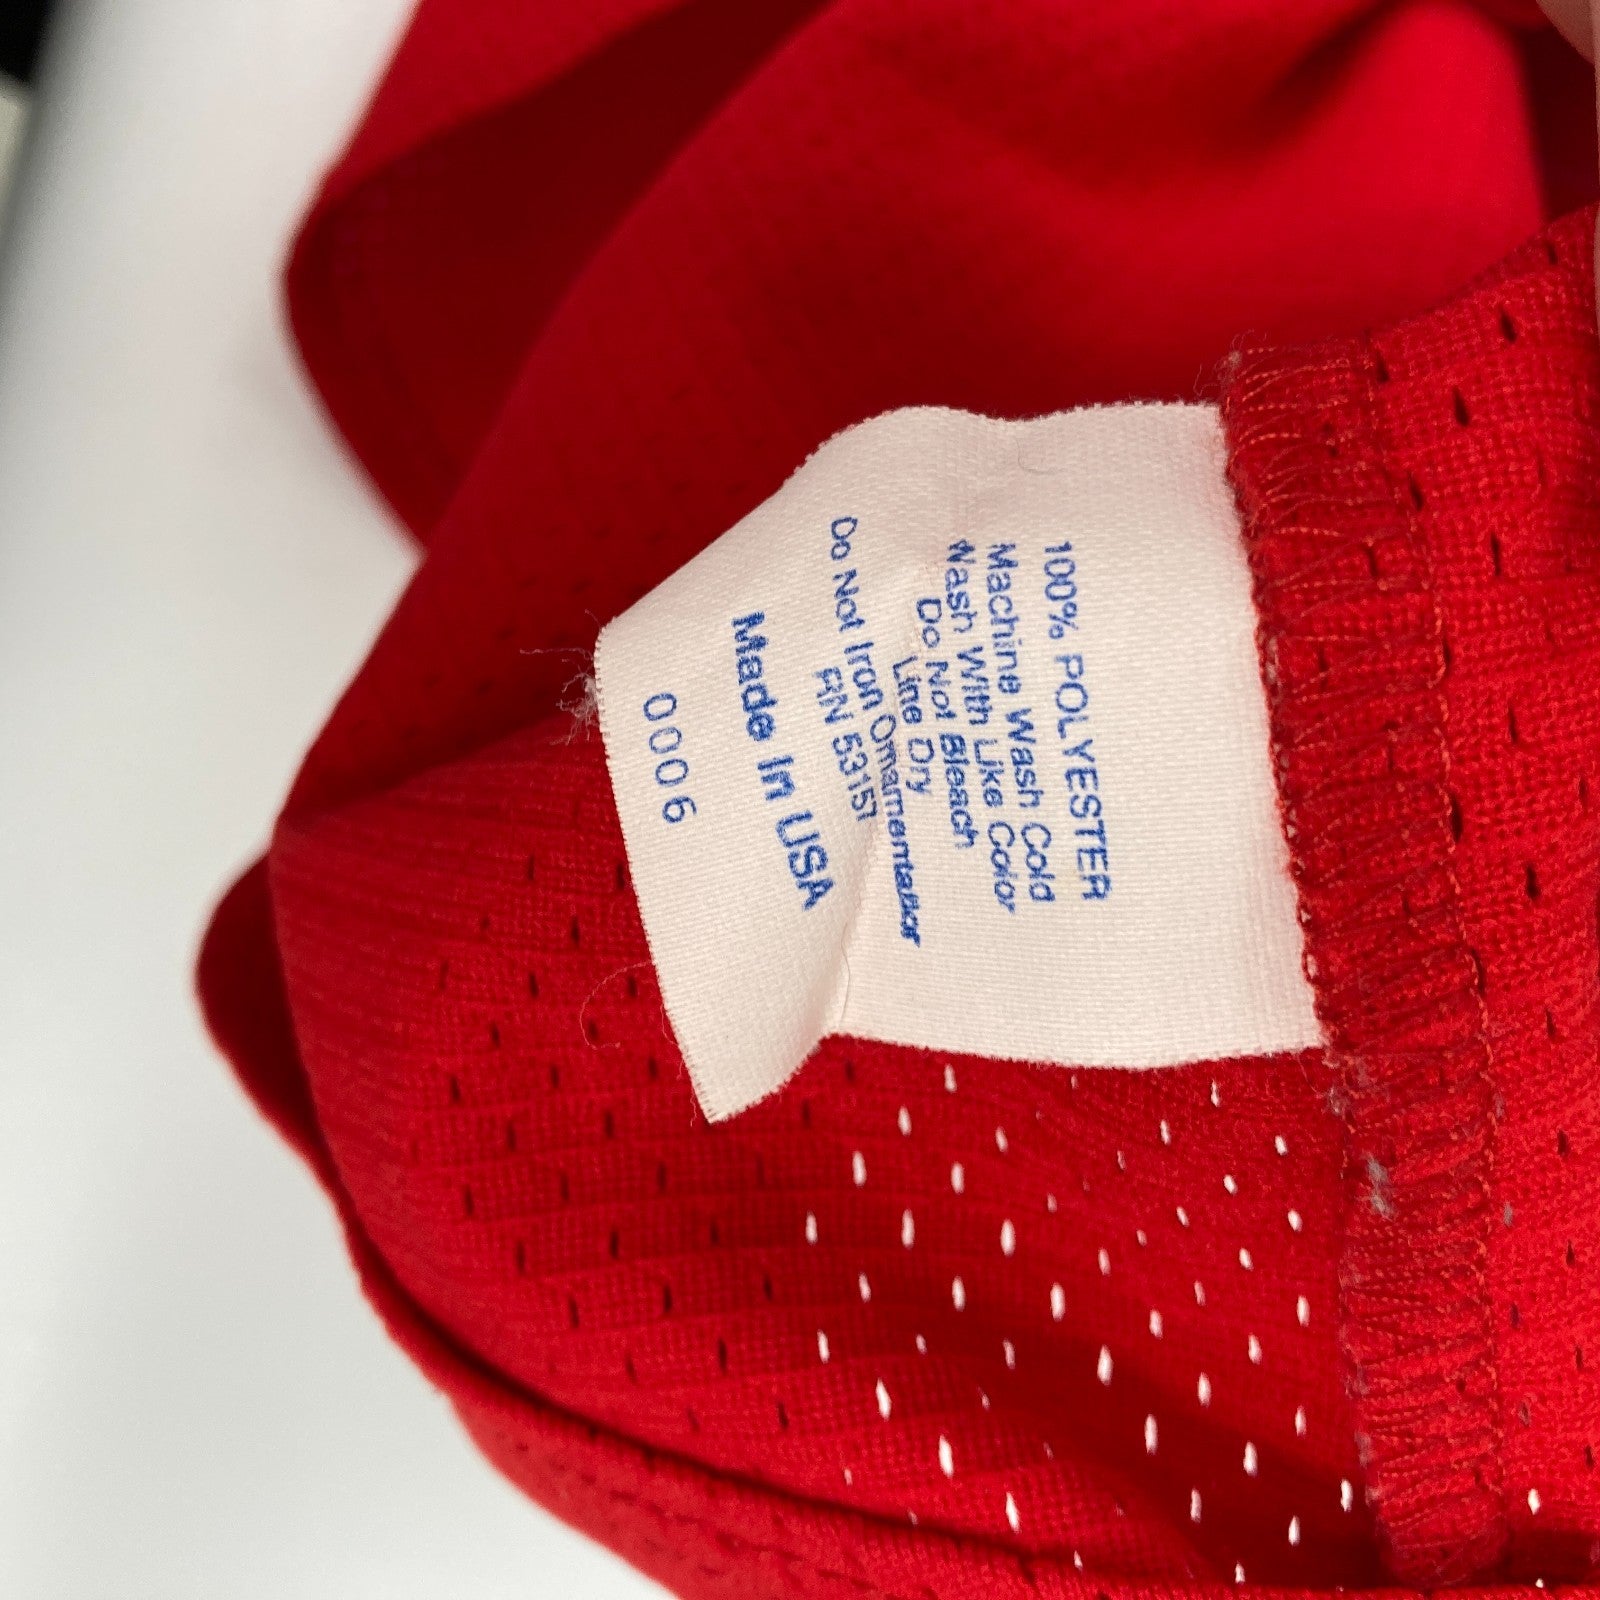 100% POLYESTER
Machine Wash Cold
Wash With Like Color
Do Not Bleach
Line Dry
Do Not Iron Ornamentation
RN 53157
Made In USA
0006